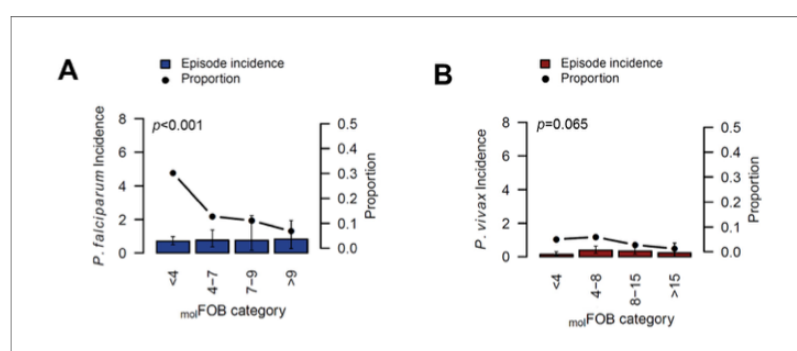 A
Episode incidence
Proportion
P. falciparum Incidence
8
6
4
2
0
p<0.001
0.5
0.4
0.3
0.2
0.1
0.0
Proportion
<4
4–7
7–9
>9
molFOB category
B
Episode incidence
Proportion
P. vivax Incidence
8
6
4
2
0
p=0.065
0.5
0.4
0.3
0.2
0.1
0.0
Proportion
<4
4–8
8–15
>15
molFOB category